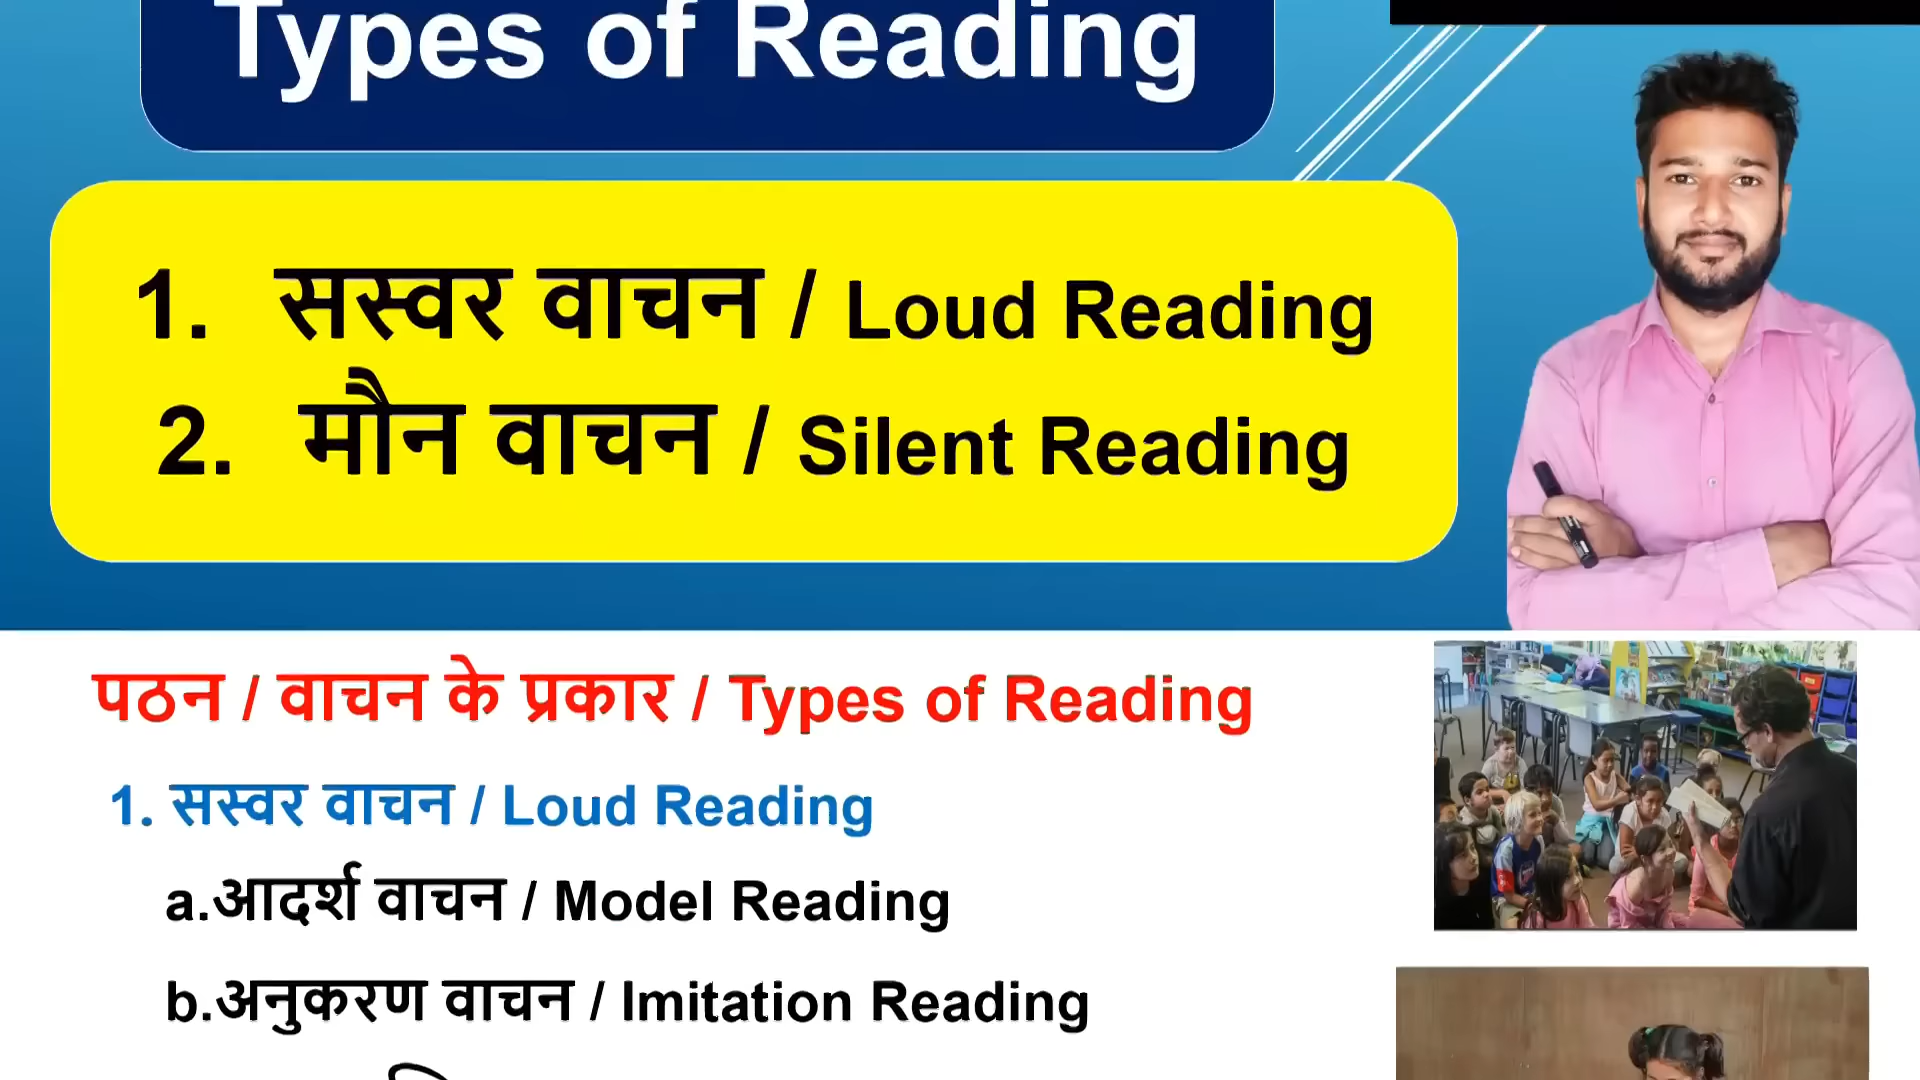 Types of Reading
1. सस्वर वाचन / Loud Reading
2. मौन वाचन / Silent Reading
पठन / वाचन के प्रकार / Types of Reading
1. सस्वर वाचन / Loud Reading
a.आदर्श वाचन / Model Reading
b.अनुकरण वाचन / Imitation Reading